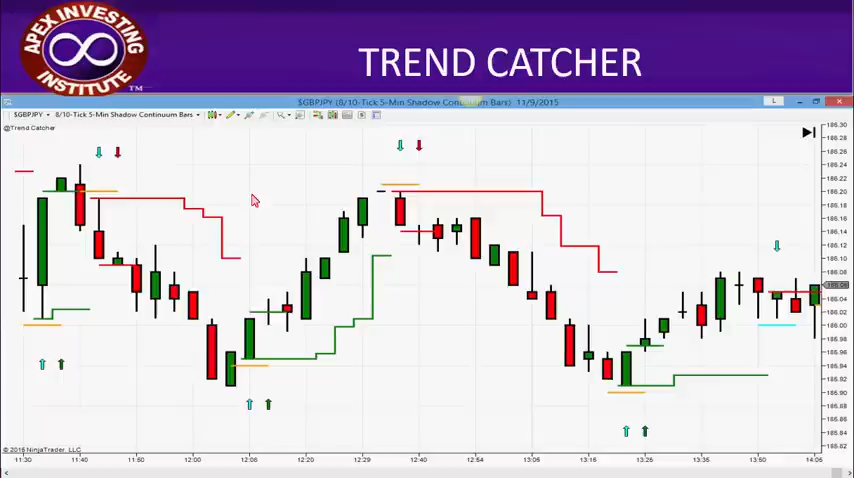 APEX INVESTING
INSTITUTE
TM
TREND CATCHER
$GBPJPY (8/10-Tick 5-Min Shadow Continuum Bars) 11/9/2015
L
$GBPJPY
8/10-Tick 5-Min Shadow Continuum Bars
@Trend Catcher
186.30
186.28
186.26
186.24
186.22
186.20
186.18
186.16
186.14
186.12
186.10
186.08
186.06
186.04
186.02
186.00
185.98
185.96
185.94
185.92
185.90
185.88
185.86
185.84
185.82
© 2015 NinjaTrader, LLC
11:30 11:40 11:50 12:00 12:06 12:20 12:29 12:40 12:54 13:05 13:15 13:25 13:35 13:50 14:05